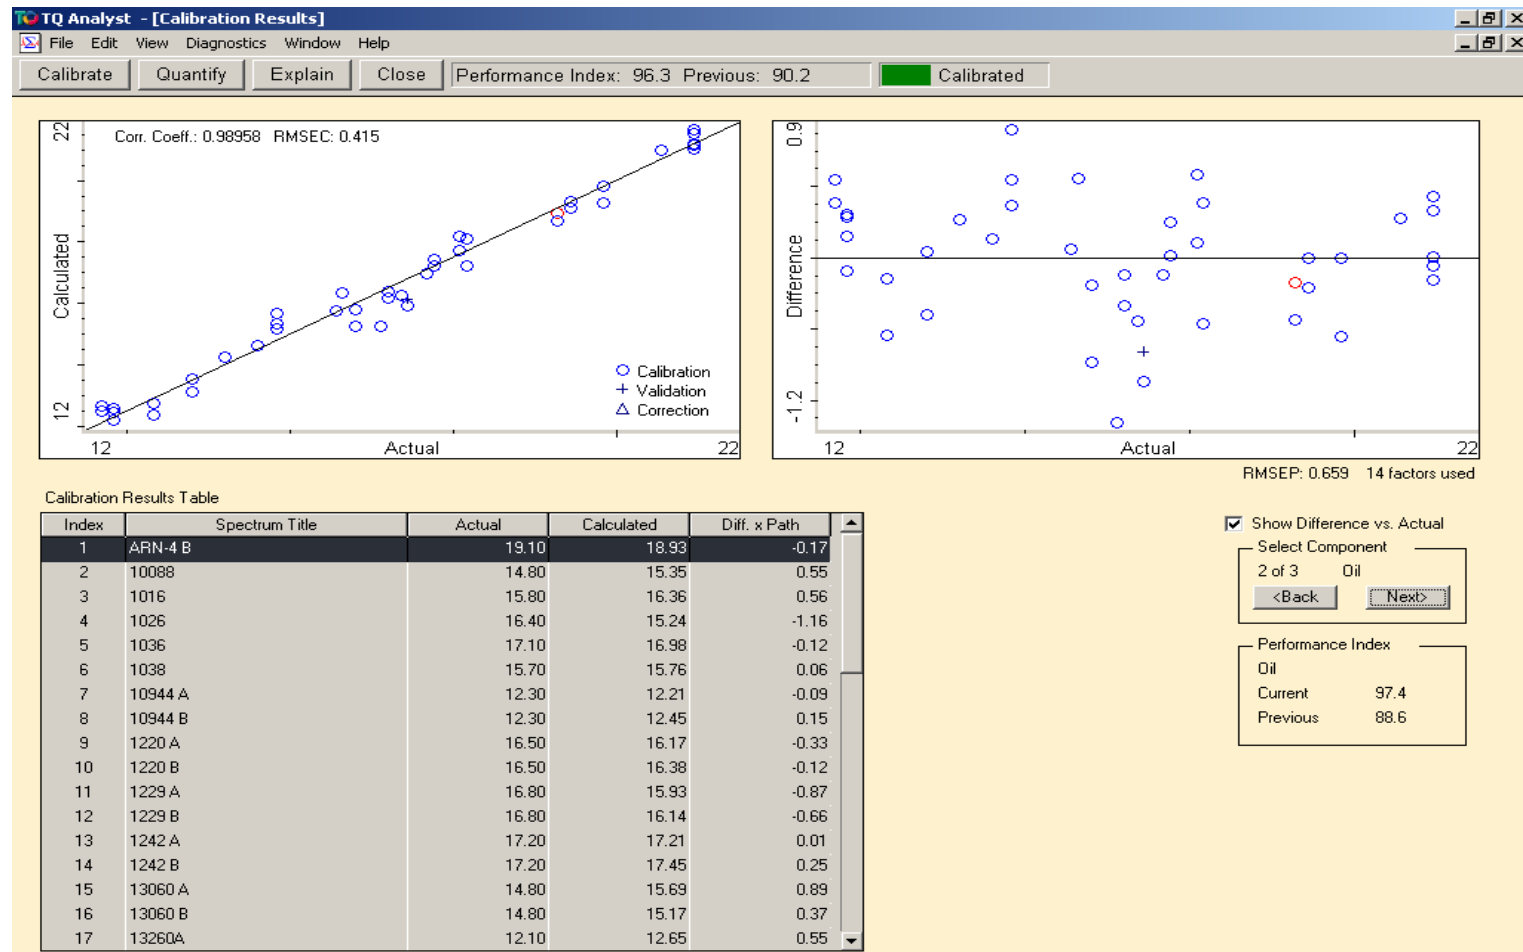 TQ Analyst - [Calibration Results]
File Edit View Diagnostics Window Help
Calibrate Quantify Explain Close Performance Index: 96.3 Previous: 90.2 Calibrated
22
Corr. Coeff.: 0.98958 RMSEC: 0.415
Calculated
12
Calibration
Validation
Correction
12 Actual 22
0.9
Difference
-1.2
12 Actual 22
RMSEP: 0.659 14 factors used
Calibration Results Table
Index Spectrum Title Actual Calculated Diff. x Path
1 ARN-4 B 19.10 18.93 -0.17
2 10088 14.80 15.35 0.55
3 1016 15.80 16.36 0.56
4 1026 16.40 15.24 -1.16
5 1036 17.10 16.98 -0.12
6 1038 15.70 15.76 0.06
7 10944 A 12.30 12.21 -0.09
8 10944 B 12.30 12.45 0.15
9 1220 A 16.50 16.17 -0.33
10 1220 B 16.50 16.38 -0.12
11 1229 A 16.80 15.93 -0.87
12 1229 B 16.80 16.14 -0.66
13 1242 A 17.20 17.21 0.01
14 1242 B 17.20 17.45 0.25
15 13060 A 14.80 15.69 0.89
16 13060 B 14.80 15.17 0.37
17 13260A 12.10 12.65 0.55
Show Difference vs. Actual
Select Component
2 of 3 Oil
<Back Next>
Performance Index
Oil
Current 97.4
Previous 88.6